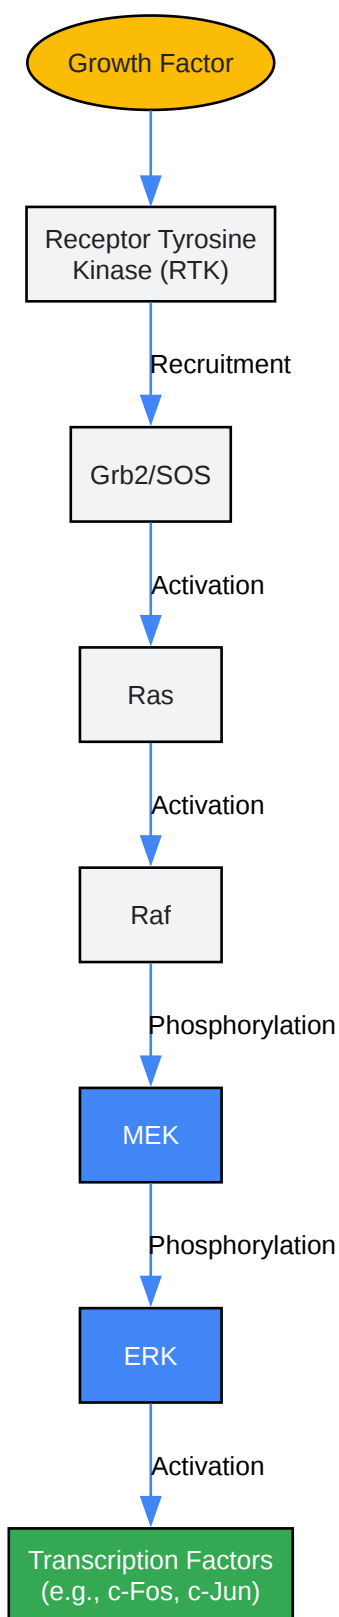 Growth Factor
Receptor Tyrosine
Kinase (RTK)
Recruitment
Grb2/SOS
Activation
Ras
Activation
Raf
Phosphorylation
MEK
Phosphorylation
ERK
Activation
Transcription Factors
(e.g., c-Fos, c-Jun)